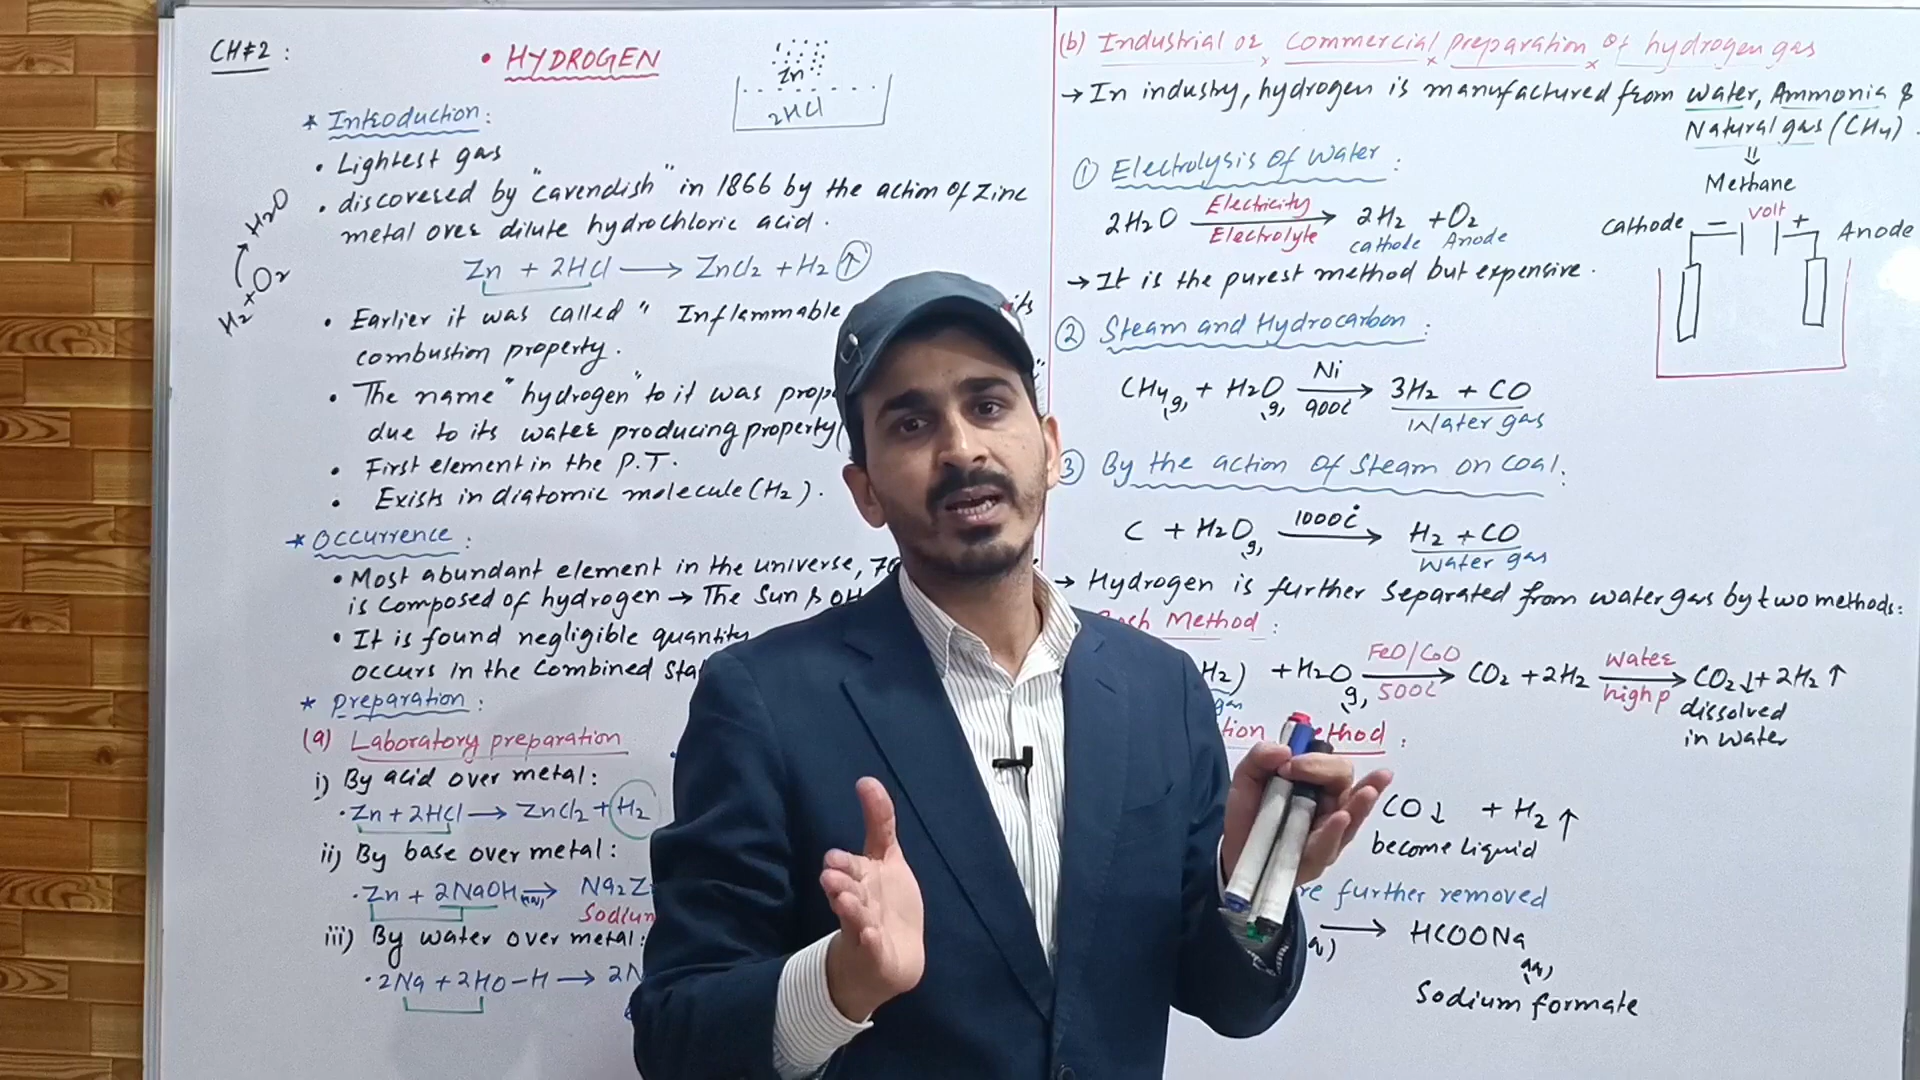 CH#2:
• HYDROGEN
Zn
2HCl
* Introduction:
• Lightest gas
• discovered by "Cavendish" in 1866 by the action of Zinc
metal over dilute hydrochloric acid.
Zn + 2HCl → ZnCl2 + H2 ↑
H2+O2 → H2O
• Earlier it was called " Inflammable its
combustion property.
• The name "hydrogen" to it was "
due to its water producing property(
• First element in the P.T.
• Exists in diatomic molecule (H2).
* Occurrence:
• Most abundant element in the universe,
is composed of hydrogen → The Sun &
• It is found negligible quantity
occurs in the Combined
* preparation:
(a) Laboratory preparation
i) By acid over metal:
• Zn + 2HCl → ZnCl2 + H2
ii) By base over metal:
• Zn + 2NaOH(aq) →
iii) By water over metal:
• 2Na + 2HO-H →
(b) Industrial or Commercial preparation of hydrogen gas
→ In industry, hydrogen is manufactured from water, Ammonia &
Natural gas (CH4).
⇓
Methane
① Electrolysis of Water:
2H2O Electricity → Electrolyte 2H2 + O2
cathode Anode
→ It is the purest method but expensive.
Cathode − Volt + Anode
② Steam and Hydrocarbon:
CH4(g) + H2O(g) Ni → 900c 3H2 + CO
Water gas
③ By the action of Steam on Coal:
C + H2O(g) 1000c → H2 + CO
Water gas
→ Hydrogen is further Separated from water gas by two methods:
Method:
H2) + H2O(g) FeO/CoO → 500c CO2 + 2H2 Water → high p CO2↓ + 2H2 ↑
dissolved
in water
CO↓ + H2 ↑
become liquid
further removed
→ HCOONa
(aq)
Sodium formate